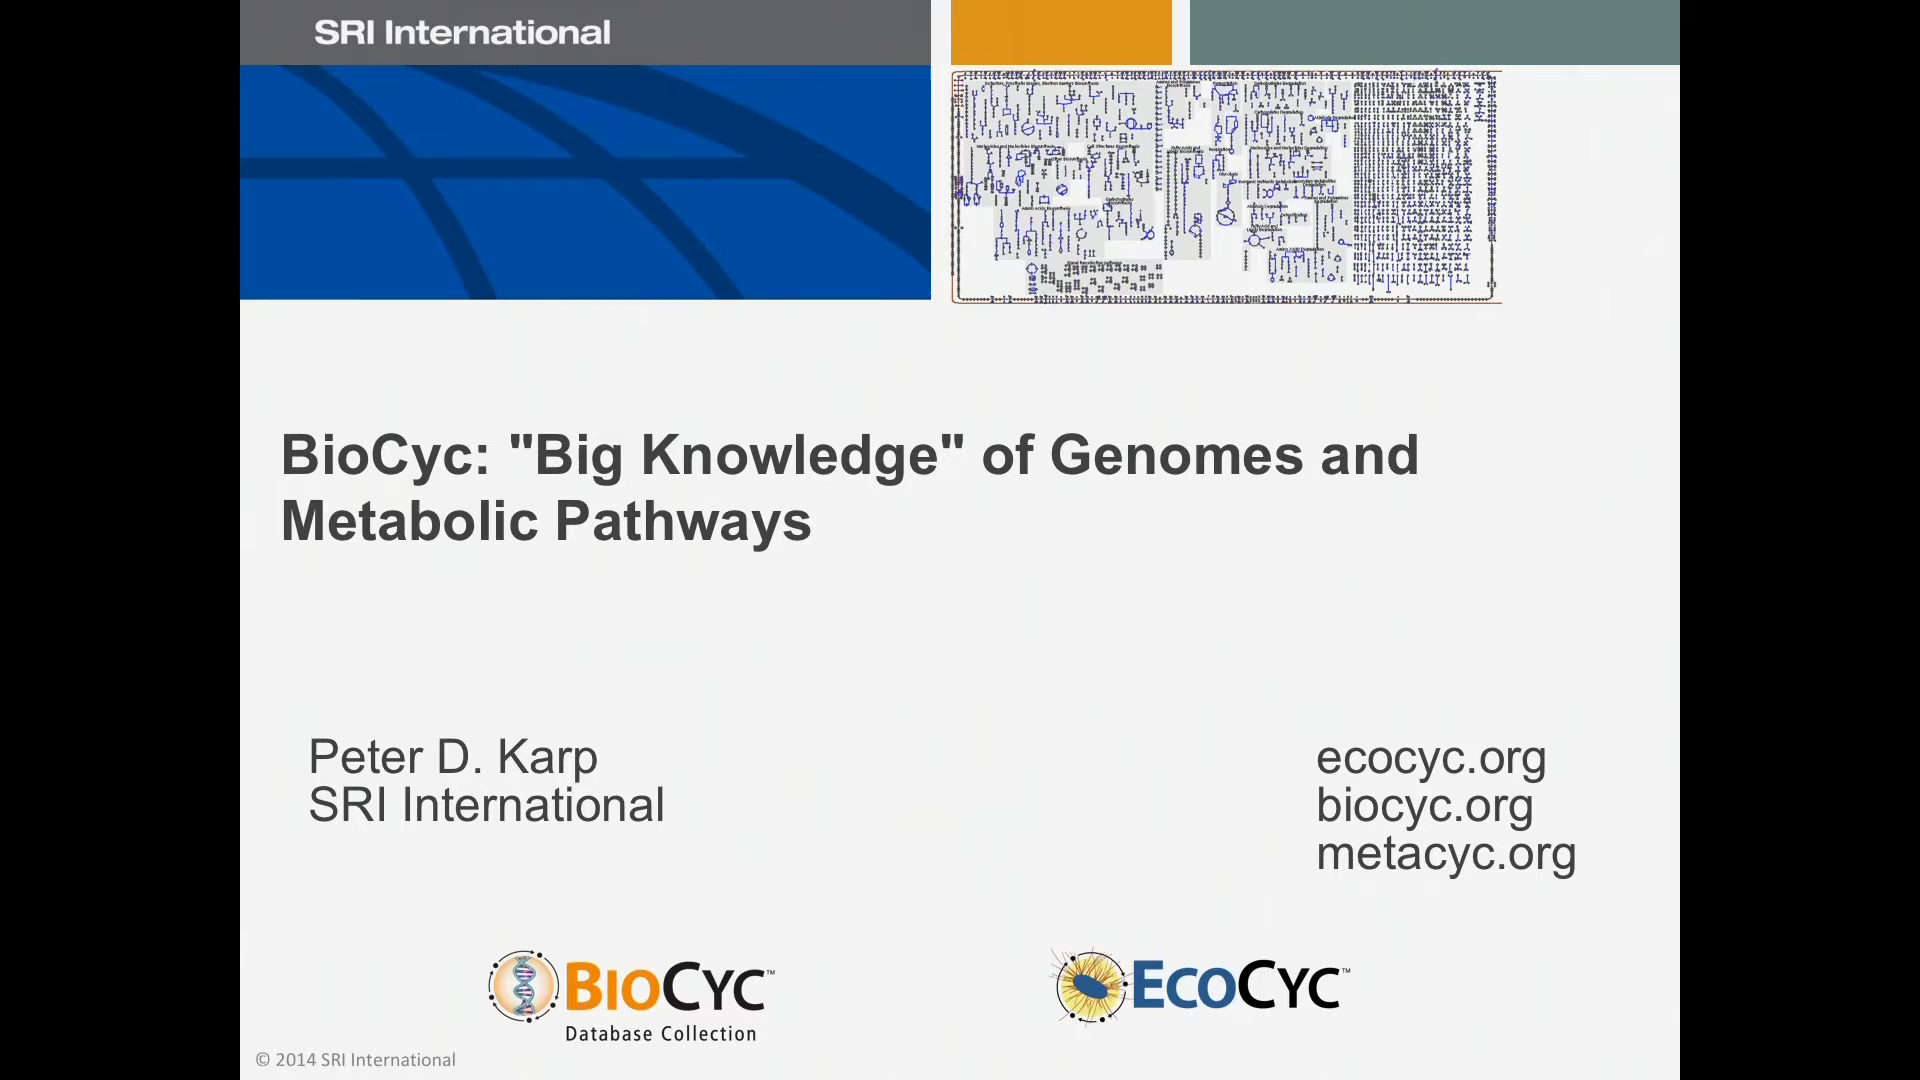 SRI International
BioCyc: "Big Knowledge" of Genomes and
Metabolic Pathways
Peter D. Karp
SRI International
ecocyc.org
biocyc.org
metacyc.org
BIOCYC™
Database Collection
ECOCYC™
© 2014 SRI International